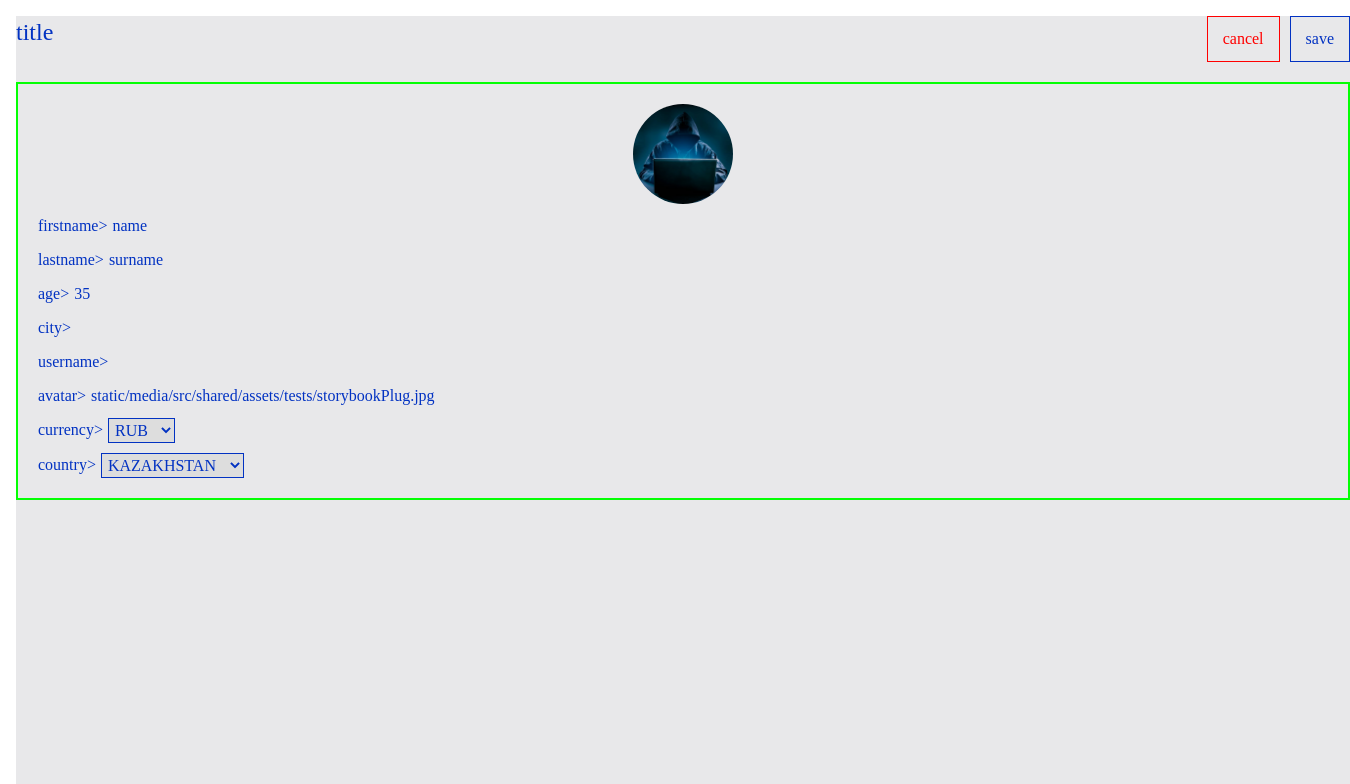 title
cancel
save
firstname> name
lastname> surname
age> 35
city>
username>
avatar> static/media/src/shared/assets/tests/storybookPlug.jpg
currency> RUB
country> KAZAKHSTAN